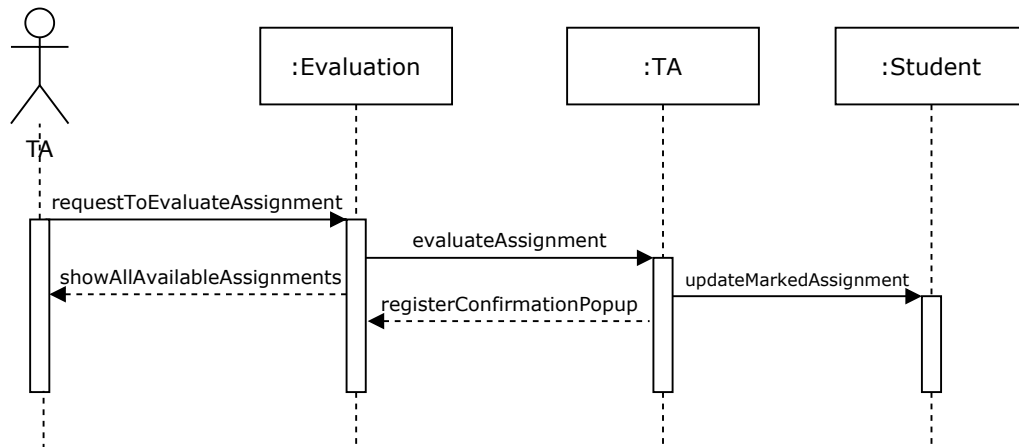 :Evaluation
:TA
:Student
TA
requestToEvaluateAssignment
evaluateAssignment
showAllAvailableAssignments
updateMarkedAssignment
registerConfirmationPopup